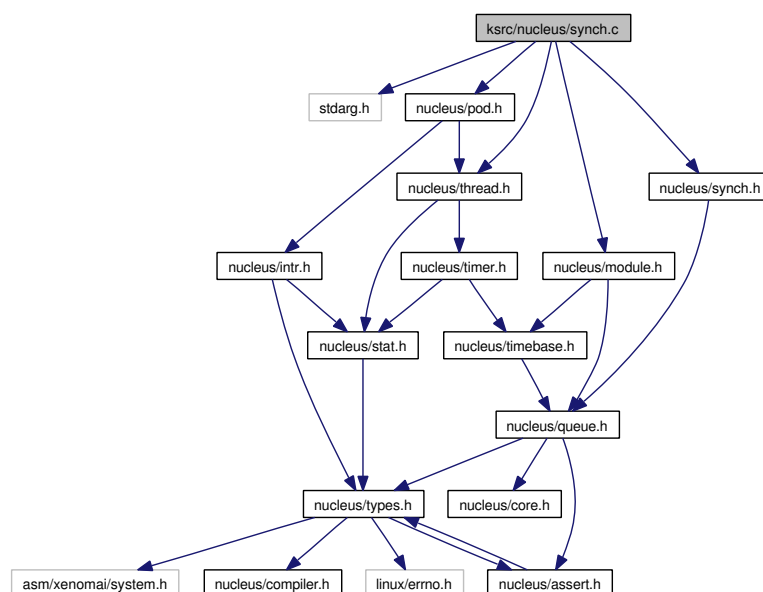 ksrc/nucleus/synch.c
stdarg.h
nucleus/pod.h
nucleus/thread.h
nucleus/synch.h
nucleus/intr.h
nucleus/timer.h
nucleus/module.h
nucleus/stat.h
nucleus/timebase.h
nucleus/queue.h
nucleus/types.h
nucleus/core.h
asm/xenomai/system.h
nucleus/compiler.h
linux/errno.h
nucleus/assert.h